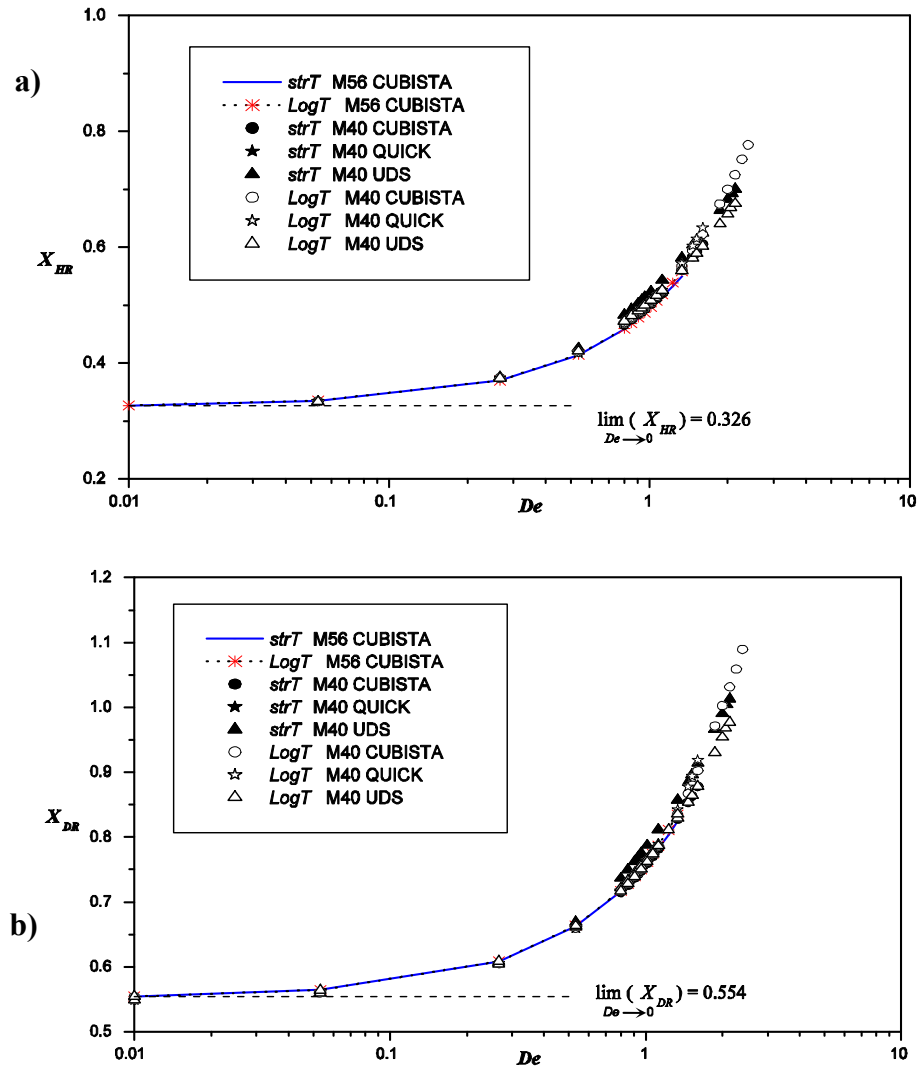 a)
1.0
0.8
0.6
0.4
0.2
X HR
strT M56 CUBISTA
LogT M56 CUBISTA
strT M40 CUBISTA
strT M40 QUICK
strT M40 UDS
LogT M40 CUBISTA
LogT M40 QUICK
LogT M40 UDS
lim ( X HR ) = 0.326
De → 0
0.01
0.1
1
10
De
b)
1.2
1.1
1.0
0.9
0.8
0.7
0.6
0.5
X DR
strT M56 CUBISTA
LogT M56 CUBISTA
strT M40 CUBISTA
strT M40 QUICK
strT M40 UDS
LogT M40 CUBISTA
LogT M40 QUICK
LogT M40 UDS
lim ( X DR ) = 0.554
De → 0
0.01
0.1
1
10
De